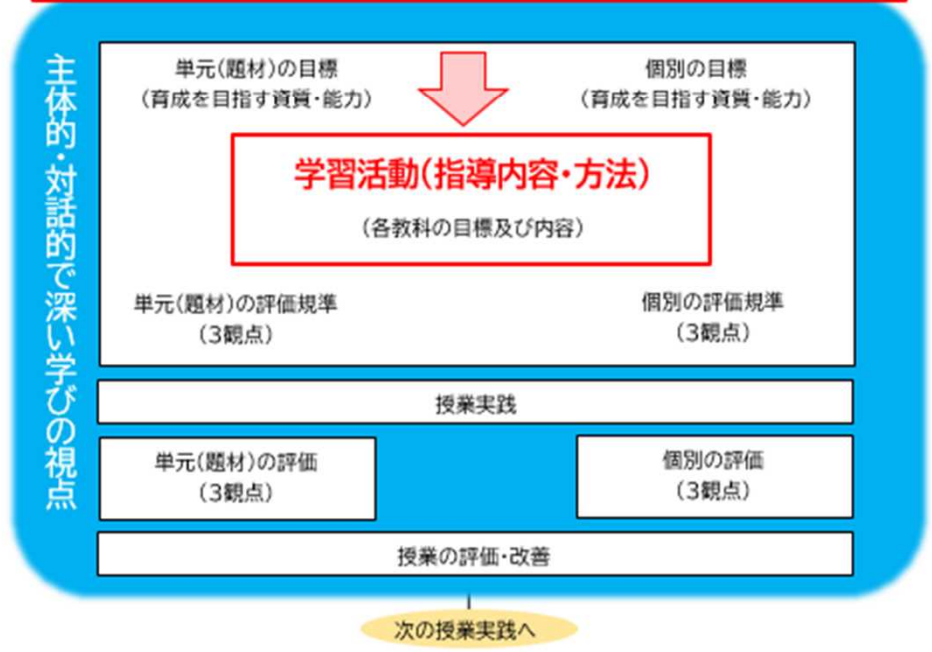 主体的・対話的で深い学びの視点
単元(題材)の目標
(育成を目指す資質・能力)
個別の目標
(育成を目指す資質・能力)
学習活動(指導内容・方法)
(各教科の目標及び内容)
単元(題材)の評価規準
(3観点)
個別の評価規準
(3観点)
授業実践
単元(題材)の評価
(3観点)
個別の評価
(3観点)
授業の評価・改善
次の授業実践へ